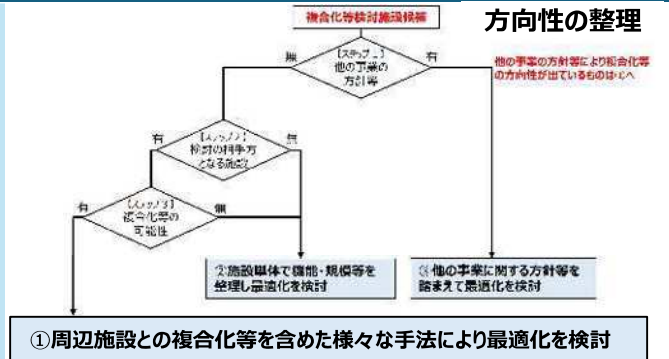 方向性の整理
複合化等検討施設候補
【ステップ1】
他の事業の
方針等
無
有
他の事業の方針等により複合化等
の方向性が出ているものは③へ
【ステップ2】
検討の相手方
となる施設
有
無
【ステップ3】
複合化等の
可能性
有
無
②施設単体で機能・規模等を
整理し最適化を検討
③他の事業に関する方針等を
踏まえて最適化を検討
①周辺施設との複合化等を含めた様々な手法により最適化を検討